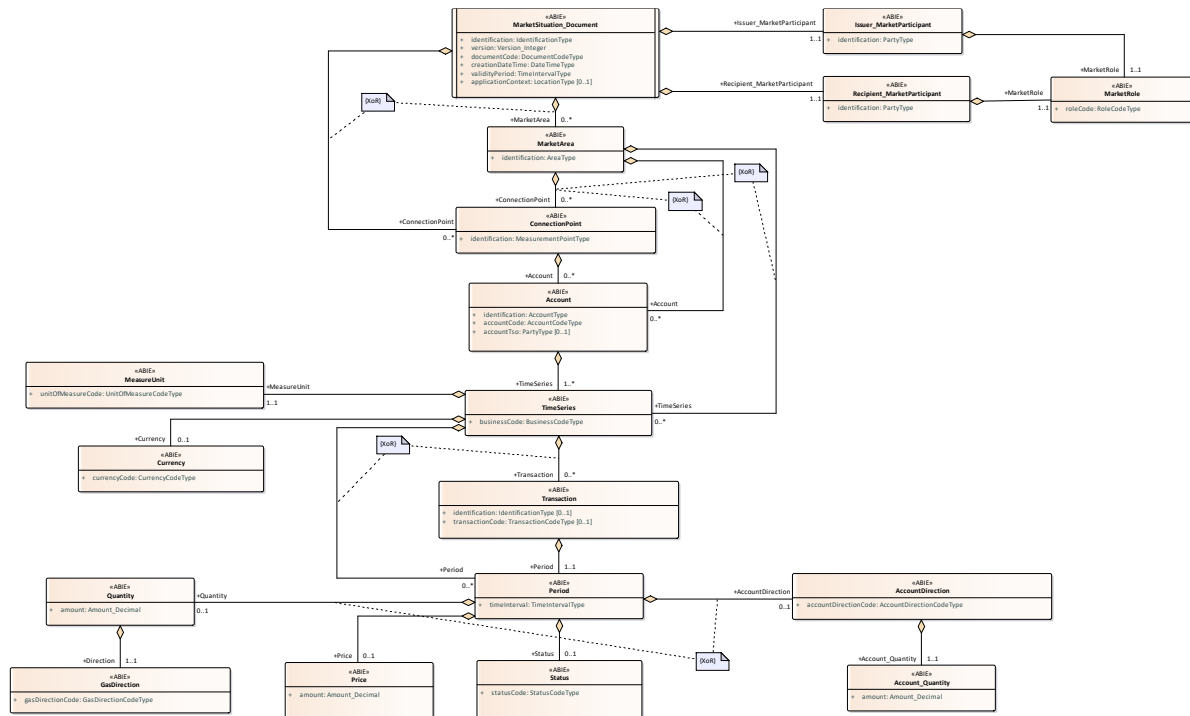 «ABIE»
MarketSituation_Document
+ identification: IdentificationType
+ version: Version_Integer
+ documentCode: DocumentCodeType
+ creationDateTime: DateTimeType
+ validityPeriod: TimeIntervalType
+ applicationContext: LocationType [0..1]
+Issuer_MarketParticipant
1..1
«ABIE»
Issuer_MarketParticipant
+ identification: PartyType
+MarketRole
1..1
+Recipient_MarketParticipant
1..1
«ABIE»
Recipient_MarketParticipant
+ identification: PartyType
+MarketRole
1..1
«ABIE»
MarketRole
+ roleCode: RoleCodeType
{XoR}
+MarketArea
0..*
«ABIE»
MarketArea
+ identification: AreaType
{XoR}
{XoR}
+ConnectionPoint
0..*
+ConnectionPoint
0..*
«ABIE»
ConnectionPoint
+ identification: MeasurementPointType
+Account
0..*
«ABIE»
Account
+ identification: AccountType
+ accountCode: AccountCodeType
+ accountTso: PartyType [0..1]
+Account
0..*
«ABIE»
MeasureUnit
+ unitOfMeasureCode: UnitOfMeasureCodeType
+MeasureUnit
1..1
+TimeSeries
1..*
«ABIE»
TimeSeries
+ businessCode: BusinessCodeType
+TimeSeries
0..*
+Currency
0..1
«ABIE»
Currency
+ currencyCode: CurrencyCodeType
{XoR}
+Transaction
0..*
«ABIE»
Transaction
+ identification: IdentificationType [0..1]
+ transactionCode: TransactionCodeType [0..1]
+Period
1..1
+Period
0..*
«ABIE»
Period
+ timeInterval: TimeIntervalType
«ABIE»
Quantity
+ amount: Amount_Decimal
+Quantity
0..1
+AccountDirection
0..1
«ABIE»
AccountDirection
+ accountDirectionCode: AccountDirectionCodeType
+Direction
1..1
«ABIE»
GasDirection
+ gasDirectionCode: GasDirectionCodeType
+Price
0..1
«ABIE»
Price
+ amount: Amount_Decimal
+Status
0..1
«ABIE»
Status
+ statusCode: StatusCodeType
{XoR}
+Account_Quantity
1..1
«ABIE»
Account_Quantity
+ amount: Amount_Decimal